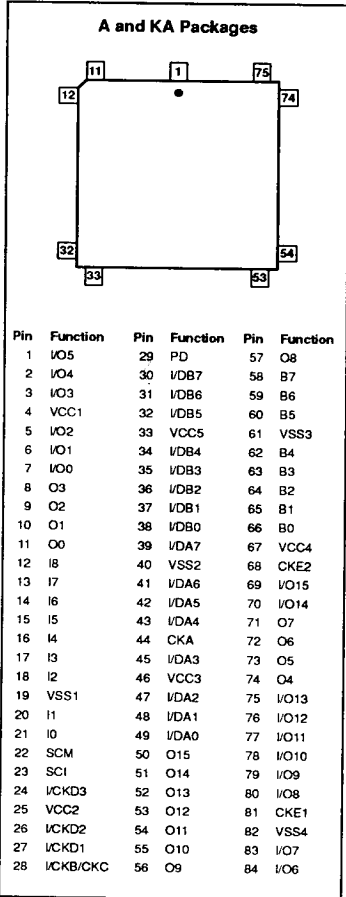 A and KA Packages
11 1 75
12 74
32 54
33 53
Pin Function Pin Function Pin Function
1 I/O5 29 PD 57 O8
2 I/O4 30 I/DB7 58 B7
3 I/O3 31 I/DB6 59 B6
4 VCC1 32 I/DB5 60 B5
5 I/O2 33 VCC5 61 VSS3
6 I/O1 34 I/DB4 62 B4
7 I/O0 35 I/DB3 63 B3
8 O3 36 I/DB2 64 B2
9 O2 37 I/DB1 65 B1
10 O1 38 I/DB0 66 B0
11 O0 39 I/DA7 67 VCC4
12 I8 40 VSS2 68 CKE2
13 I7 41 I/DA6 69 I/O15
14 I6 42 I/DA5 70 I/O14
15 I5 43 I/DA4 71 O7
16 I4 44 CKA 72 O6
17 I3 45 I/DA3 73 O5
18 I2 46 VCC3 74 O4
19 VSS1 47 I/DA2 75 I/O13
20 I1 48 I/DA1 76 I/O12
21 I0 49 I/DA0 77 I/O11
22 SCM 50 O15 78 I/O10
23 SCI 51 O14 79 I/O9
24 I/CKD3 52 O13 80 I/O8
25 VCC2 53 O12 81 CKE1
26 I/CKD2 54 O11 82 VSS4
27 I/CKD1 55 O10 83 I/O7
28 I/CKB/CKC 56 O9 84 I/O6